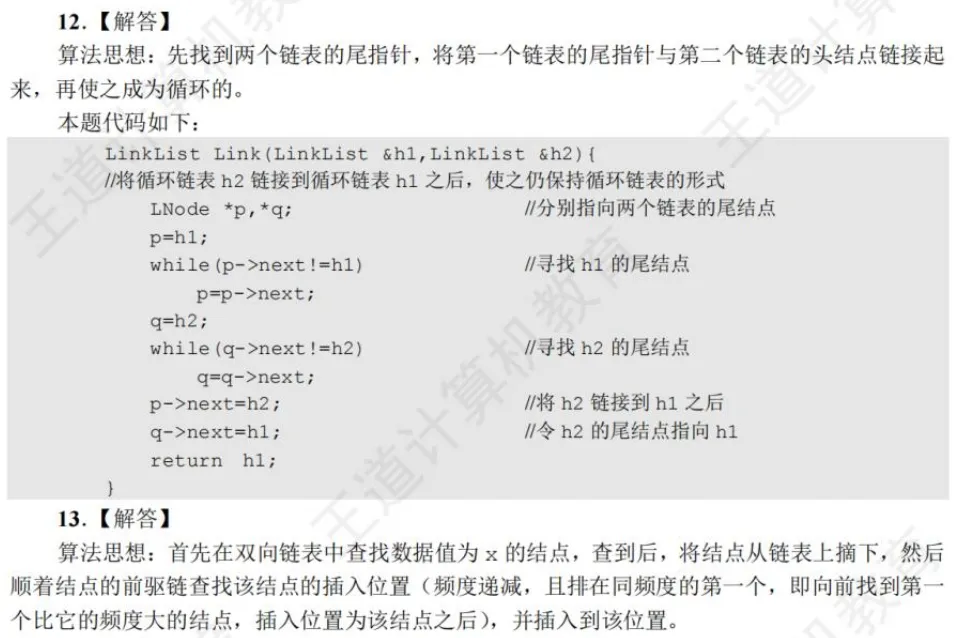 12.【解答】
算法思想：先找到两个链表的尾指针，将第一个链表的尾指针与第二个链表的头结点链接起
来，再使之成为循环的。
本题代码如下：
LinkList Link(LinkList &h1,LinkList &h2){
//将循环链表 h2 链接到循环链表 h1 之后，使之仍保持循环链表的形式
LNode *p,*q; //分别指向两个链表的尾结点
p=h1;
while(p->next!=h1) //寻找 h1 的尾结点
p=p->next;
q=h2;
while(q->next!=h2) //寻找 h2 的尾结点
q=q->next;
p->next=h2; //将 h2 链接到 h1 之后
q->next=h1; //令 h2 的尾结点指向 h1
return h1;
}
13.【解答】
算法思想：首先在双向链表中查找数据值为 x 的结点，查到后，将结点从链表上摘下，然后
顺着结点的前驱链查找该结点的插入位置（频度递减，且排在同频度的第一个，即向前找到第一
个比它的频度大的结点，插入位置为该结点之后），并插入到该位置。
王道计算机教育